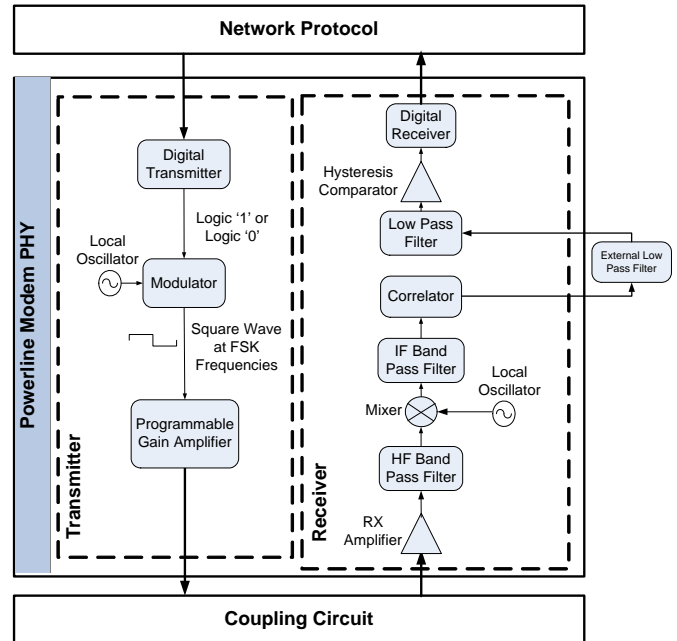 Network Protocol
Powerline Modem PHY
Transmitter
Digital
Transmitter
Logic ‘1’ or
Logic ‘0’
Local
Oscillator
Modulator
Square Wave
at FSK
Frequencies
Programmable
Gain Amplifier
Receiver
Digital
Receiver
Hysteresis
Comparator
Low Pass
Filter
External Low
Pass Filter
Correlator
IF Band
Pass Filter
Local
Oscillator
Mixer
HF Band
Pass Filter
RX
Amplifier
Coupling Circuit